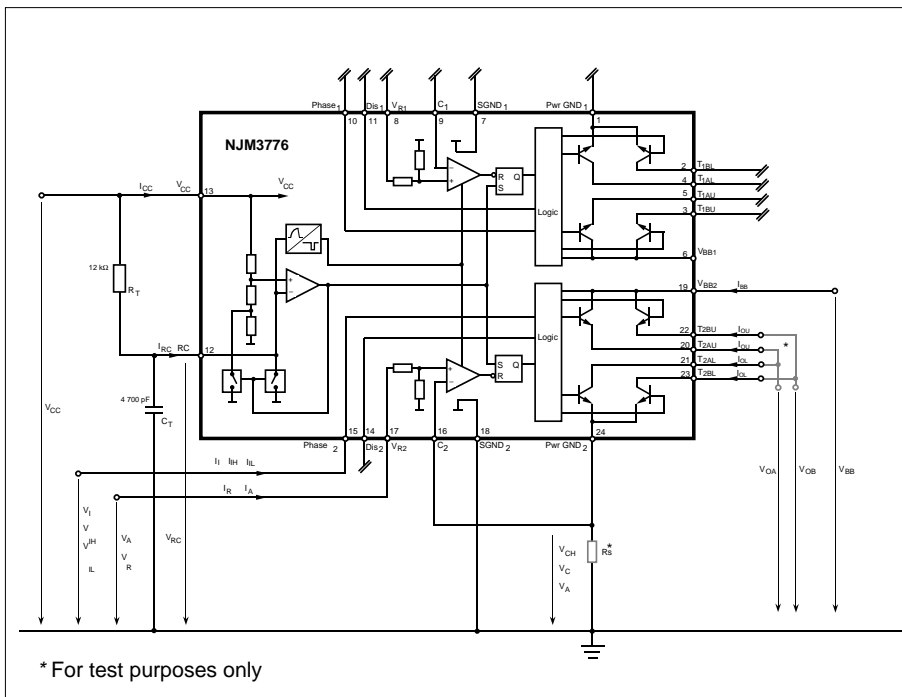 Phase1 Dis1 VR1 C1 SGND1 Pwr GND1
10 11 8 9 7 1
NJM3776
ICC VCC 13 VCC
R Q
S
Logic
2 T1BL
4 T1AL
5 T1AU
3 T1BU
6 VBB1
12 kΩ RT
+
–
19 VBB2 IBB
22 T2BU IOU
20 T2AU IOU *
21 T2AL IOL
23 T2BL IOL
Logic
IRC RC 12
S Q
R
4 700 pF
CT
VCC
15 14 17 16 18 24
Phase2 Dis2 VR2 C2 SGND2 Pwr GND2
II IIH IIL
IR IA
VOA VOB VBB
VI
V
VIH
IL
VA
V
R
VRC
VCH
VC
VA
Rs*
* For test purposes only